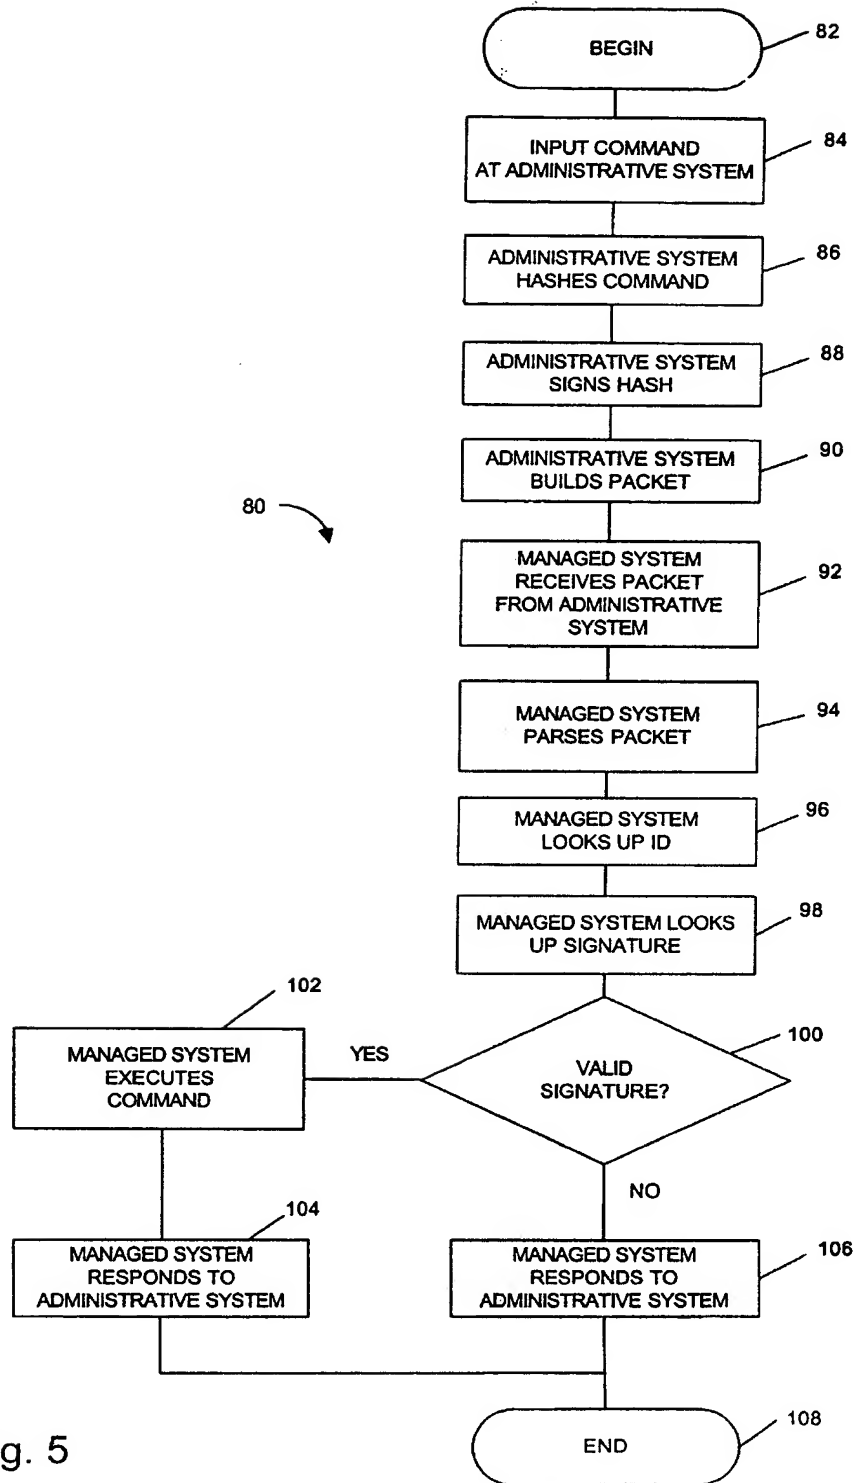 BEGIN
82
INPUT COMMAND
AT ADMINISTRATIVE SYSTEM
84
ADMINISTRATIVE SYSTEM
HASHES COMMAND
86
ADMINISTRATIVE SYSTEM
SIGNS HASH
88
ADMINISTRATIVE SYSTEM
BUILDS PACKET
90
80
MANAGED SYSTEM
RECEIVES PACKET
FROM ADMINISTRATIVE
SYSTEM
92
MANAGED SYSTEM
PARSES PACKET
94
MANAGED SYSTEM
LOOKS UP ID
96
MANAGED SYSTEM LOOKS
UP SIGNATURE
98
VALID
SIGNATURE?
100
YES
MANAGED SYSTEM
EXECUTES
COMMAND
102
NO
MANAGED SYSTEM
RESPONDS TO
ADMINISTRATIVE SYSTEM
104
MANAGED SYSTEM
RESPONDS TO
ADMINISTRATIVE SYSTEM
106
END
108
g. 5